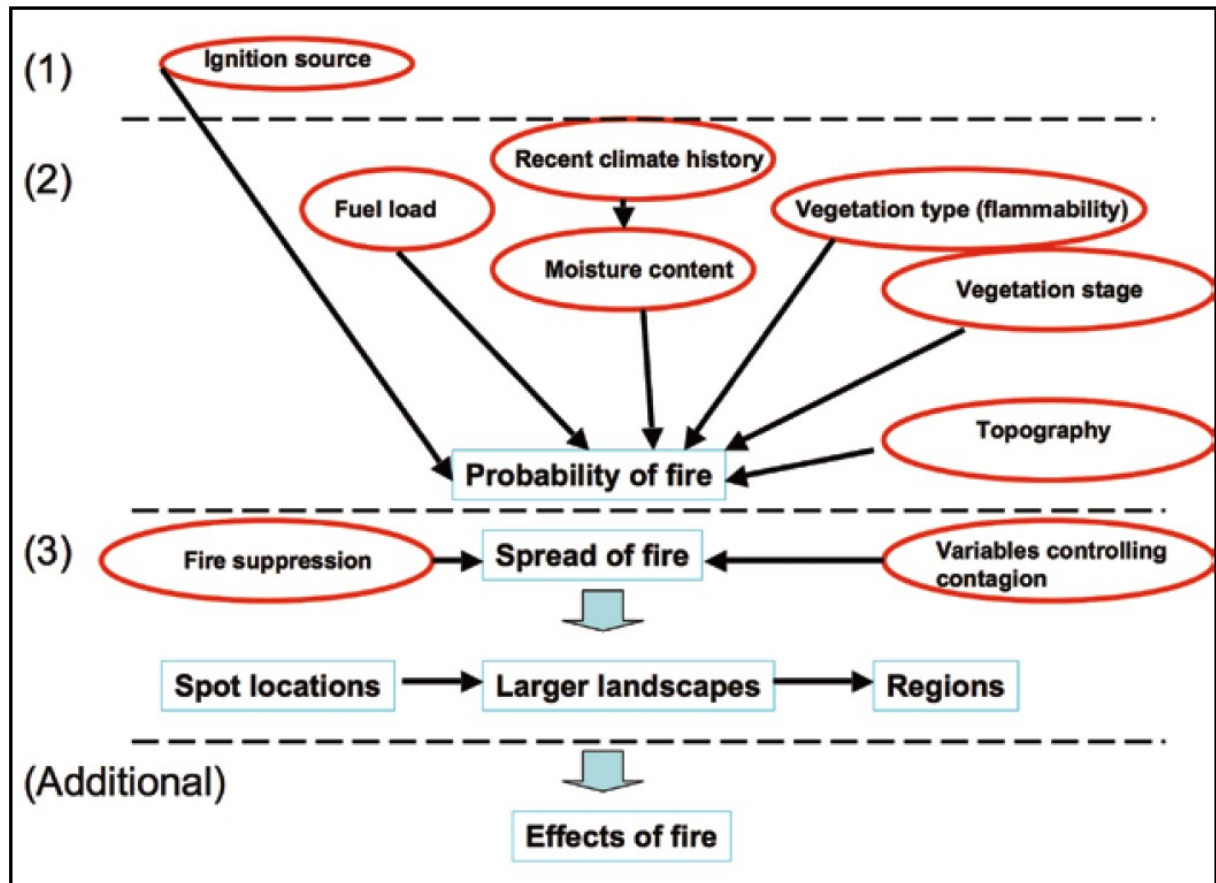 (1)
Ignition source
(2)
Recent climate history
Fuel load
Vegetation type (flammability)
Moisture content
Vegetation stage
Topography
Probability of fire
(3)
Fire suppression
Spread of fire
Variables controlling
contagion
Spot locations
Larger landscapes
Regions
(Additional)
Effects of fire